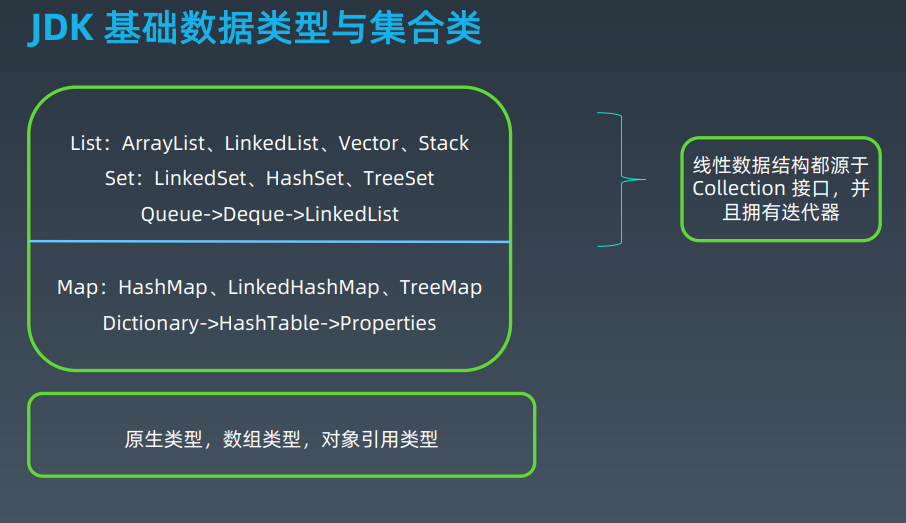 JDK 基础数据类型与集合类
List：ArrayList、LinkedList、Vector、Stack
Set：LinkedSet、HashSet、TreeSet
Queue->Deque->LinkedList
线性数据结构都源于
Collection 接口，并
且拥有迭代器
Map：HashMap、LinkedHashMap、TreeMap
Dictionary->HashTable->Properties
原生类型，数组类型，对象引用类型